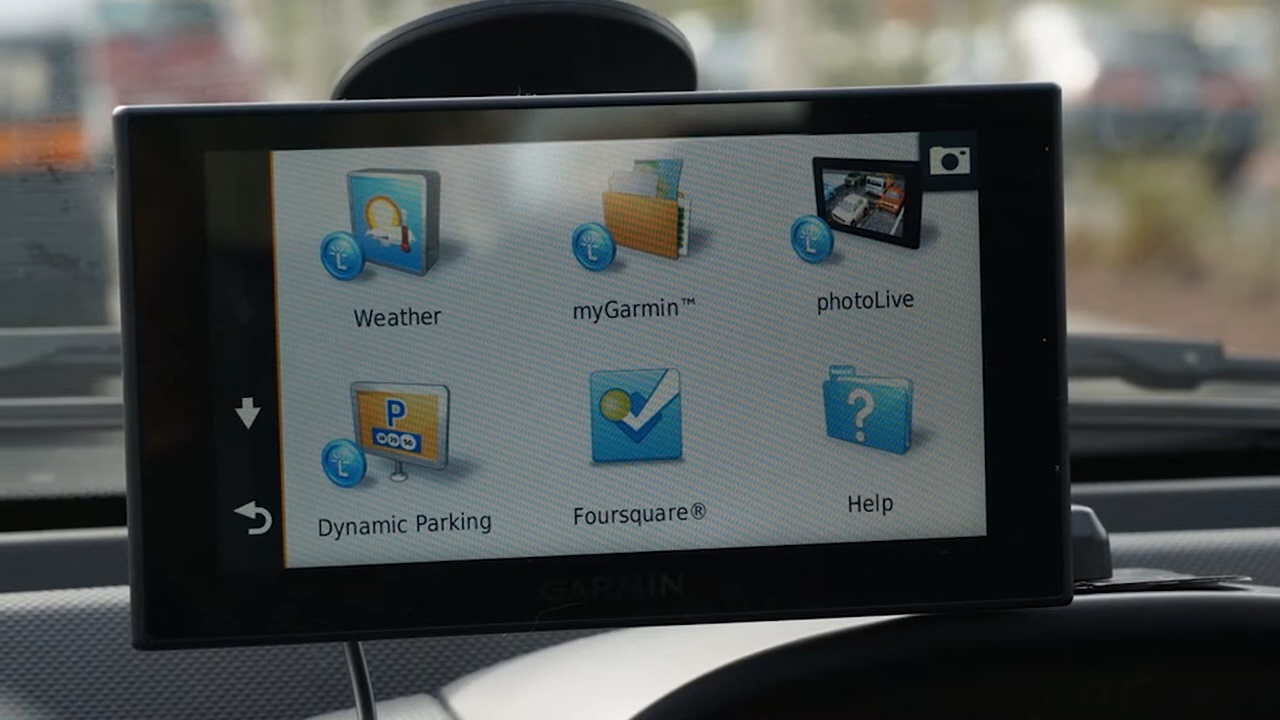 Weather
myGarmin™
photoLive
P
Dynamic Parking
Foursquare®
?
Help
GARMIN